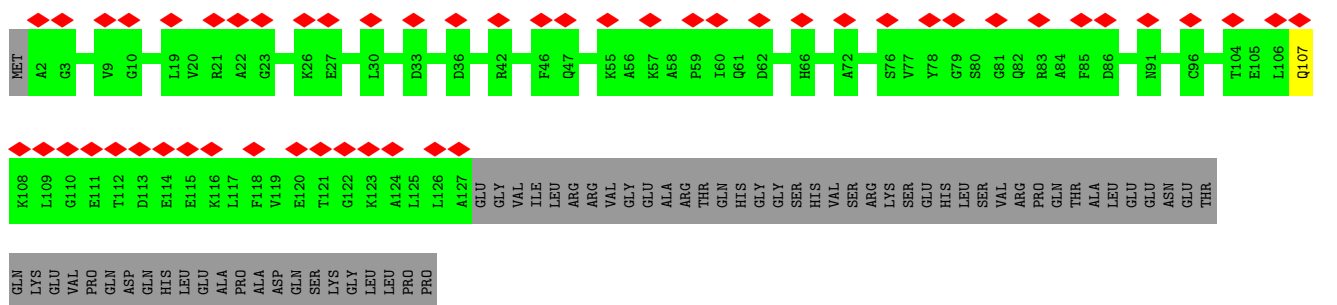 MET A2 G3 V9 G10 L19 V20 R21 A22 G23 K26 E27 L30 D33 D36 R42 F46 Q47 K55 A56 K57 A58 P59 I60 Q61 D62 H66 A72 S76 V77 Y78 G79 S80 G81 Q82 R83 A84 F85 D86 N91 C96 T104 E105 L106 Q107
K108 L109 G110 E111 T112 D113 E114 E115 K116 L117 F118 V119 E120 T121 G122 K123 A124 L125 L126 A127 GLU GLY VAL ILE LEU ARG ARG VAL GLY GLU ALA ARG THR GLN HIS GLY GLY SER HIS VAL SER ARG LYS SER GLU HIS LEU SER VAL ARG PRO GLN THR ALA LEU GLU GLU ASN GLU THR
GLN LYS GLU VAL PRO GLN ASP GLN HIS LEU GLU ALA PRO ALA ASP GLN SER LYS GLY LEU LEU PRO PRO